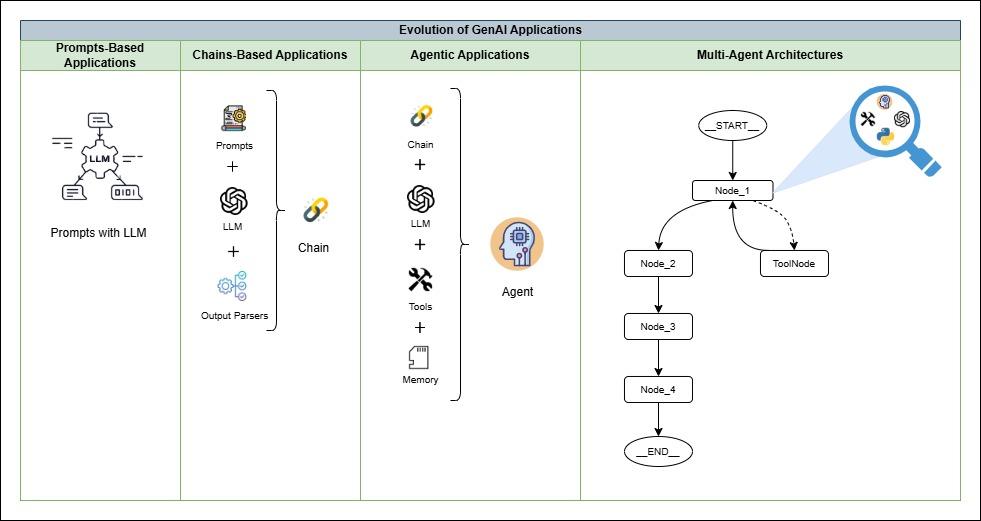 Evolution of GenAI Applications
Prompts-Based
Applications
Chains-Based Applications
Agentic Applications
Multi-Agent Architectures
LLM
0101
Prompts with LLM
Prompts
+
LLM
+
Output Parsers
Chain
Chain
+
LLM
+
Tools
+
Memory
Agent
__START__
Node_1
Node_2
ToolNode
Node_3
Node_4
__END__